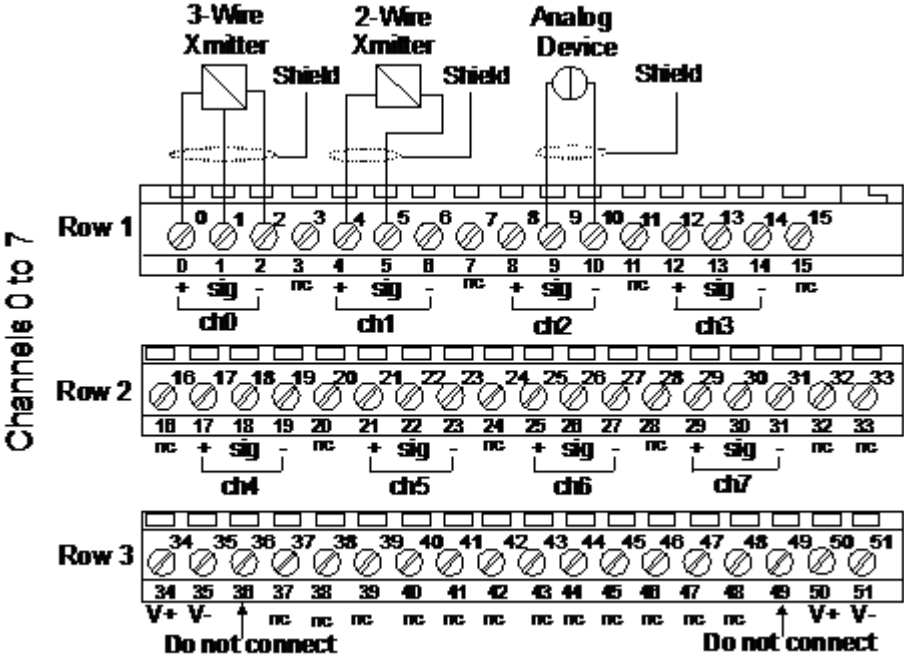 3-Wire Xmitter
2-Wire Xmitter
Analog Device
Shield
Shield
Shield
Channels 0 to 7
Row 1
0 1 2 3 4 5 6 7 8 9 10 11 12 13 14 15
0 1 2 3 4 5 6 7 8 9 10 11 12 13 14 15
+ sig - nc + sig - nc + sig - nc + sig - nc
ch0 ch1 ch2 ch3
Row 2
16 17 18 19 20 21 22 23 24 25 26 27 28 29 30 31 32 33
16 17 18 19 20 21 22 23 24 25 26 27 28 29 30 31 32 33
nc + sig - nc + sig - nc + sig - nc + sig - nc nc
ch4 ch5 ch6 ch7
Row 3
34 35 36 37 38 39 40 41 42 43 44 45 46 47 48 49 50 51
34 35 36 37 38 39 40 41 42 43 44 45 46 47 48 49 50 51
V+ V- nc nc nc nc nc nc nc nc nc nc nc nc V+ V-
Do not connect
Do not connect